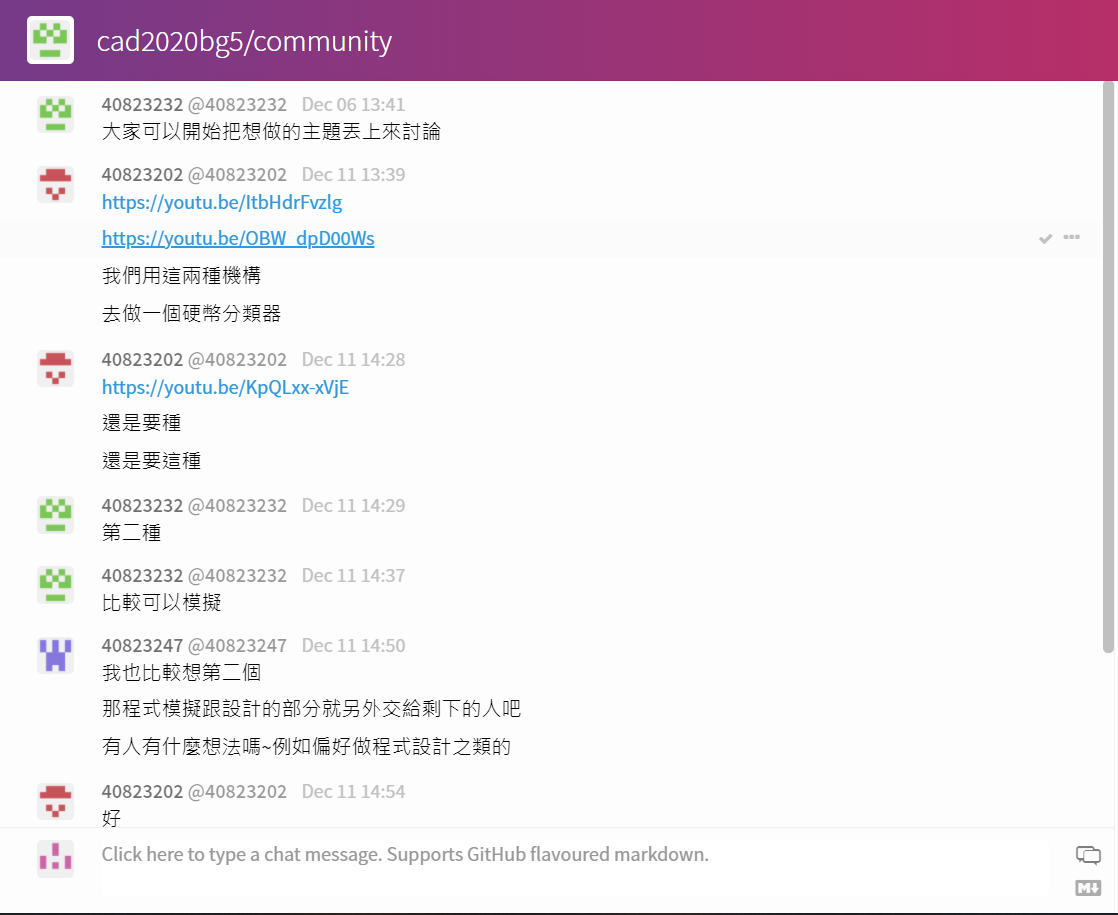 cad2020bg5/community
40823232 @40823232 Dec 06 13:41
大家可以開始把想做的主題丟上來討論
40823202 @40823202 Dec 11 13:39
https://youtu.be/ItbHdrFvzlg
https://youtu.be/OBW_dpD00Ws
我們用這兩種機構
去做一個硬幣分類器
40823202 @40823202 Dec 11 14:28
https://youtu.be/KpQLxx-xVjE
還是要種
還是要這種
40823232 @40823232 Dec 11 14:29
第二種
40823232 @40823232 Dec 11 14:37
比較可以模擬
40823247 @40823247 Dec 11 14:50
我也比較想第二個
那程式模擬跟設計的部分就另外交給剩下的人吧
有人有什麼想法嗎~例如偏好做程式設計之類的
40823202 @40823202 Dec 11 14:54
好
Click here to type a chat message. Supports GitHub flavoured markdown.
M